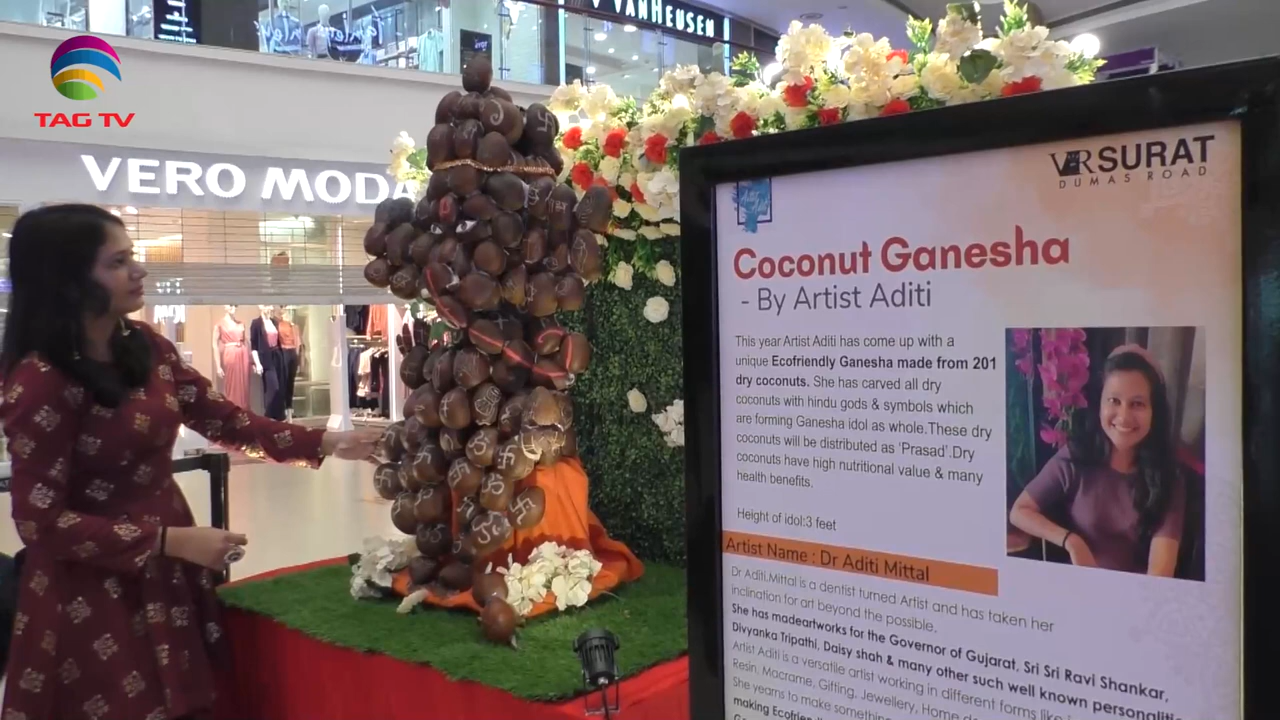 TAG TV
VERO MODA
VANHEUSEN
VR SURAT
DUMAS ROAD
Coconut Ganesha
- By Artist Aditi
This year Artist Aditi has come up with a
unique Ecofriendly Ganesha made from 201
dry coconuts. She has carved all dry
coconuts with hindu gods & symbols which
are forming Ganesha idol as whole.These dry
coconuts will be distributed as ‘Prasad’.Dry
coconuts have high nutritional value & many
health benefits.
Height of idol:3 feet
Artist Name : Dr Aditi Mittal
Dr Aditi.Mittal is a dentist turned Artist and has taken her
inclination for art beyond the possible.
She has madeartworks for the Governor of Gujarat, Sri Sri Ravi Shankar,
Divyanka Tripathi, Daisy shah & many other such well known
Artist Aditi is a versatile artist working in different forms like
Resin, Macrame, Gifting, Jewellery, Home
She yearns to make something
making